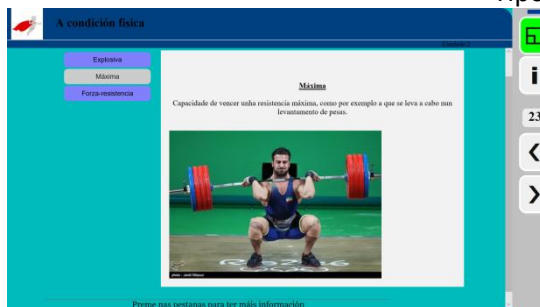 A condición física
Explosiva
Máxima
Forza-resistencia
Máxima
Capacidade de vencer unha resistencia máxima, como por exemplo a que se leva a cabo nun
levantamento de pesas.
23
Preme nas pestanas para ter máis información